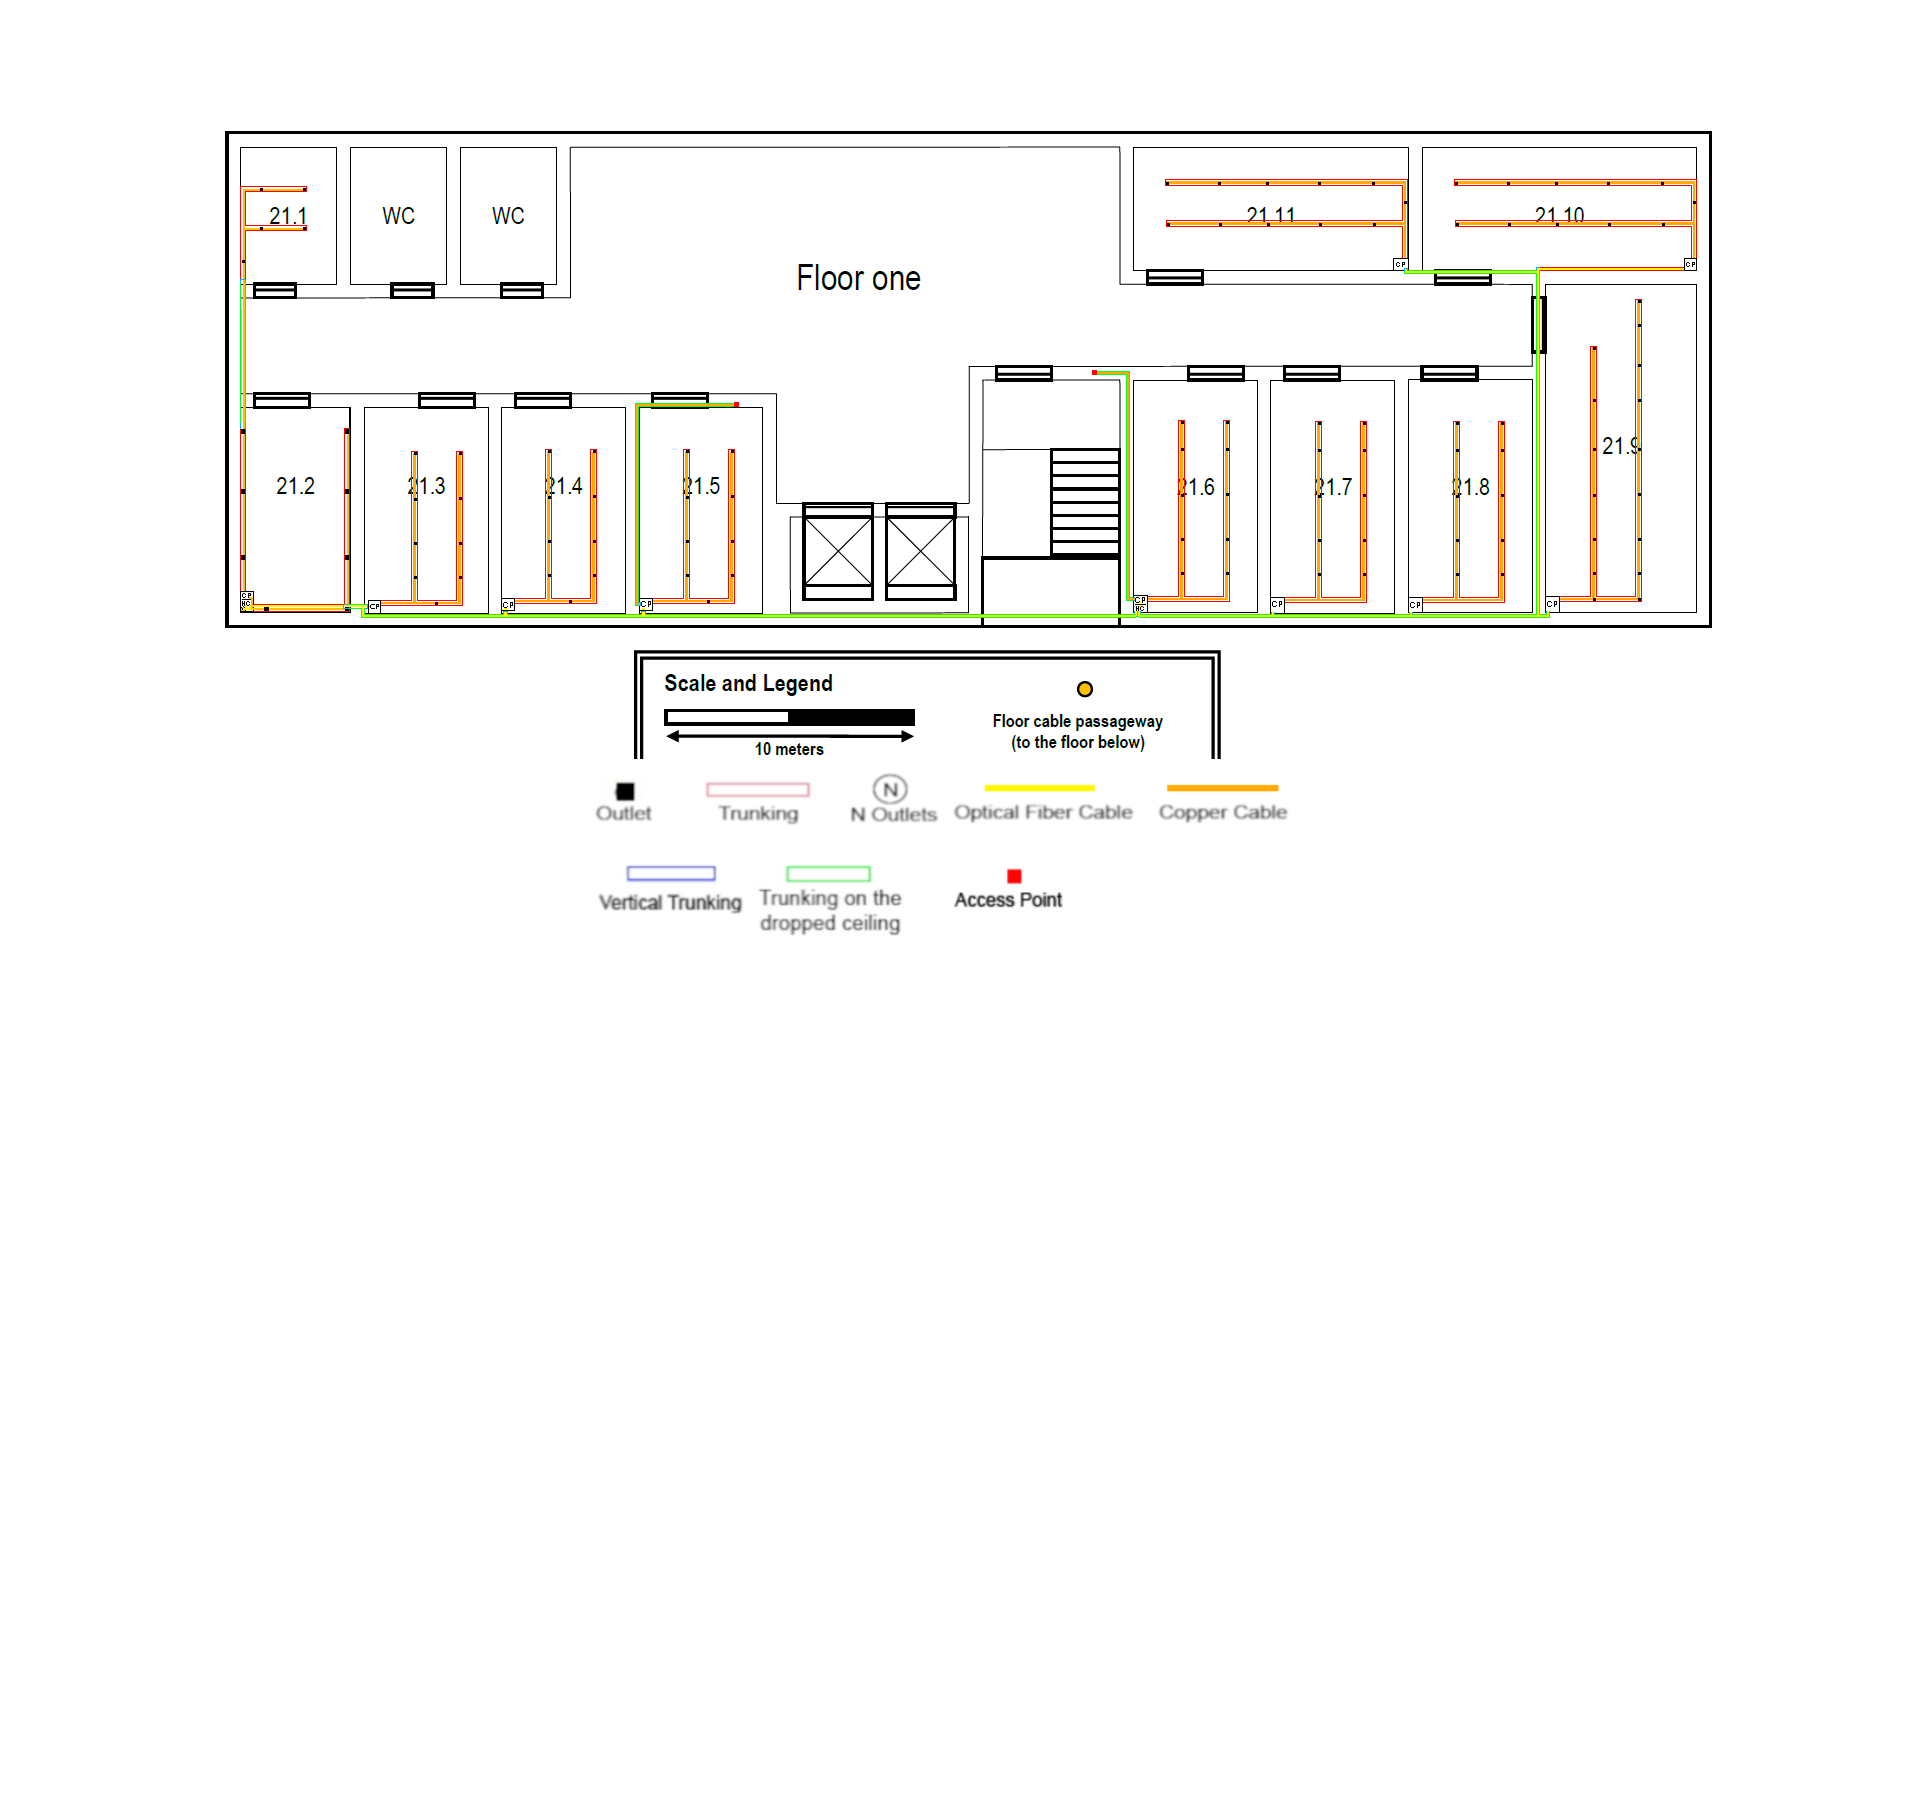 21.1
WC
WC
21.11
21.10
CP
CP
Floor one
21.9
21.2
21.3
21.4
21.5
21.6
21.7
21.8
CP
HC
CP
CP
CP
CP
HC
CP
CP
CP
Scale and Legend
10 meters
Floor cable passageway
(to the floor below)
N
Outlet
Trunking
N Outlets
Optical Fiber Cable
Copper Cable
Vertical Trunking
Trunking on the
dropped ceiling
Access Point